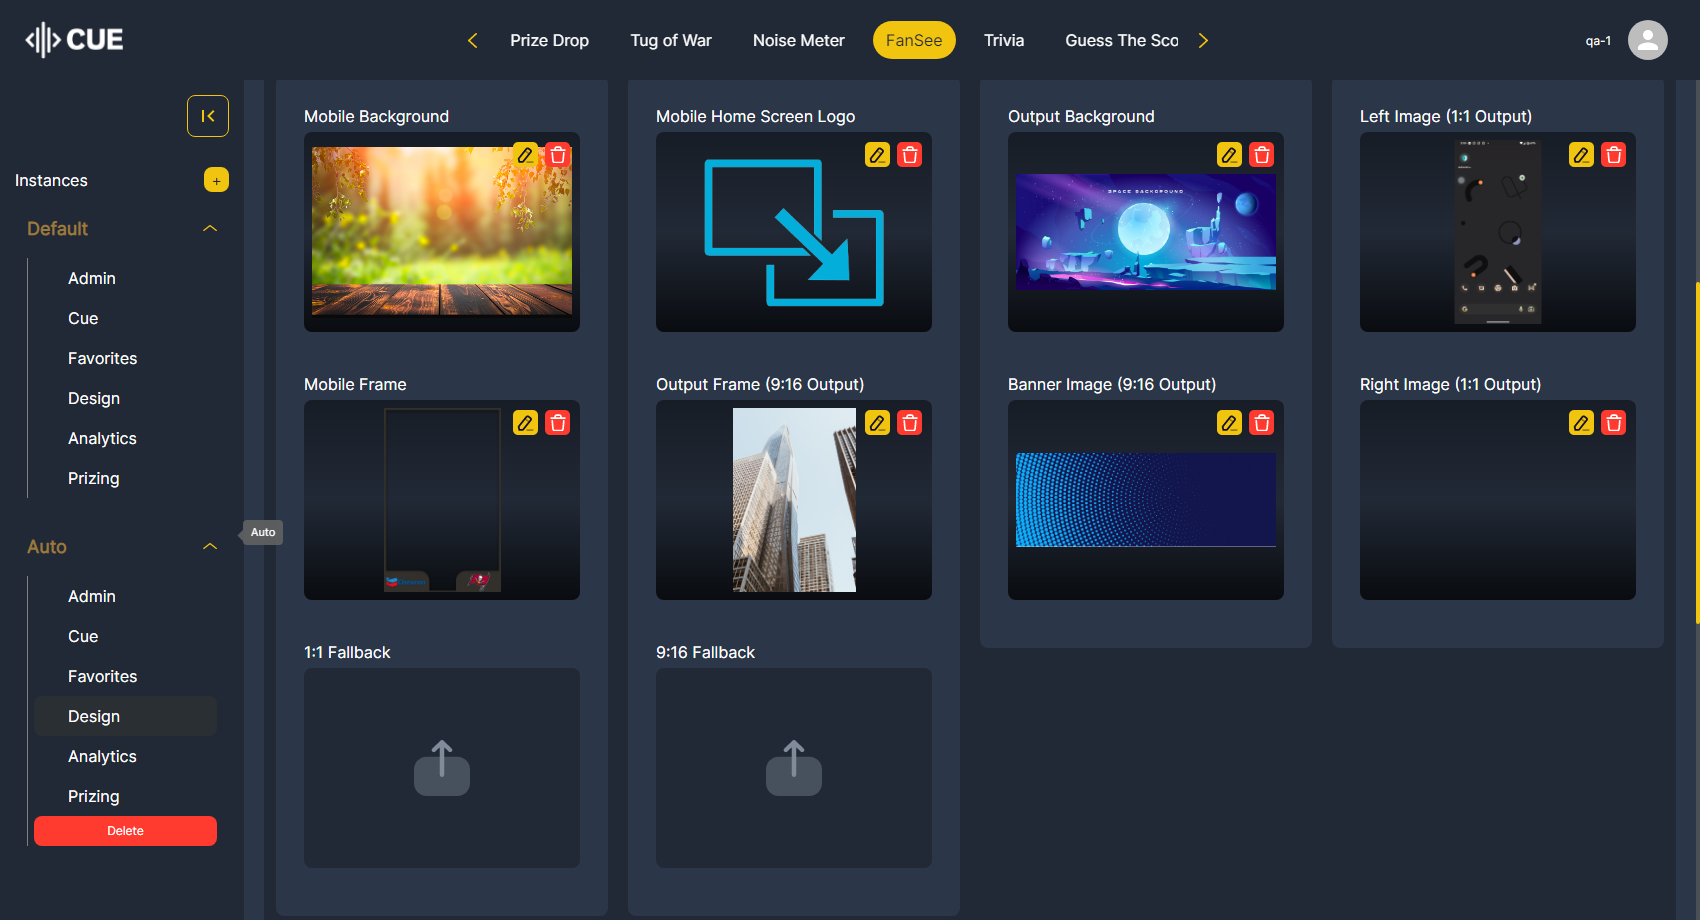 CUE
Prize Drop
Tug of War
Noise Meter
FanSee
Trivia
Guess The Sco
qa-1
Instances
+
Default
Admin
Cue
Favorites
Design
Analytics
Prizing
Auto
Auto
Admin
Cue
Favorites
Design
Analytics
Prizing
Delete
Mobile Background
Mobile Home Screen Logo
Output Background
SPACE BACKGROUND
Left Image (1:1 Output)
Mobile Frame
Output Frame (9:16 Output)
Banner Image (9:16 Output)
Right Image (1:1 Output)
1:1 Fallback
9:16 Fallback